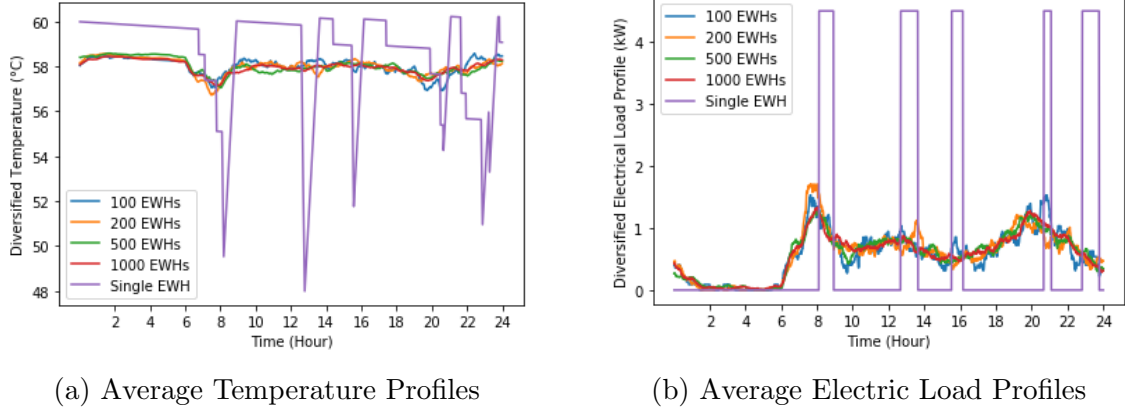 Diversified Temperature (°C)
60
58
56
54
52
50
48
100 EWHs
200 EWHs
500 EWHs
1000 EWHs
Single EWH
2 4 6 8 10 12 14 16 18 20 22 24
Time (Hour)
(a) Average Temperature Profiles
Diversified Electrical Load Profile (kW)
4
3
2
1
0
100 EWHs
200 EWHs
500 EWHs
1000 EWHs
Single EWH
2 4 6 8 10 12 14 16 18 20 22 24
Time (Hour)
(b) Average Electric Load Profiles